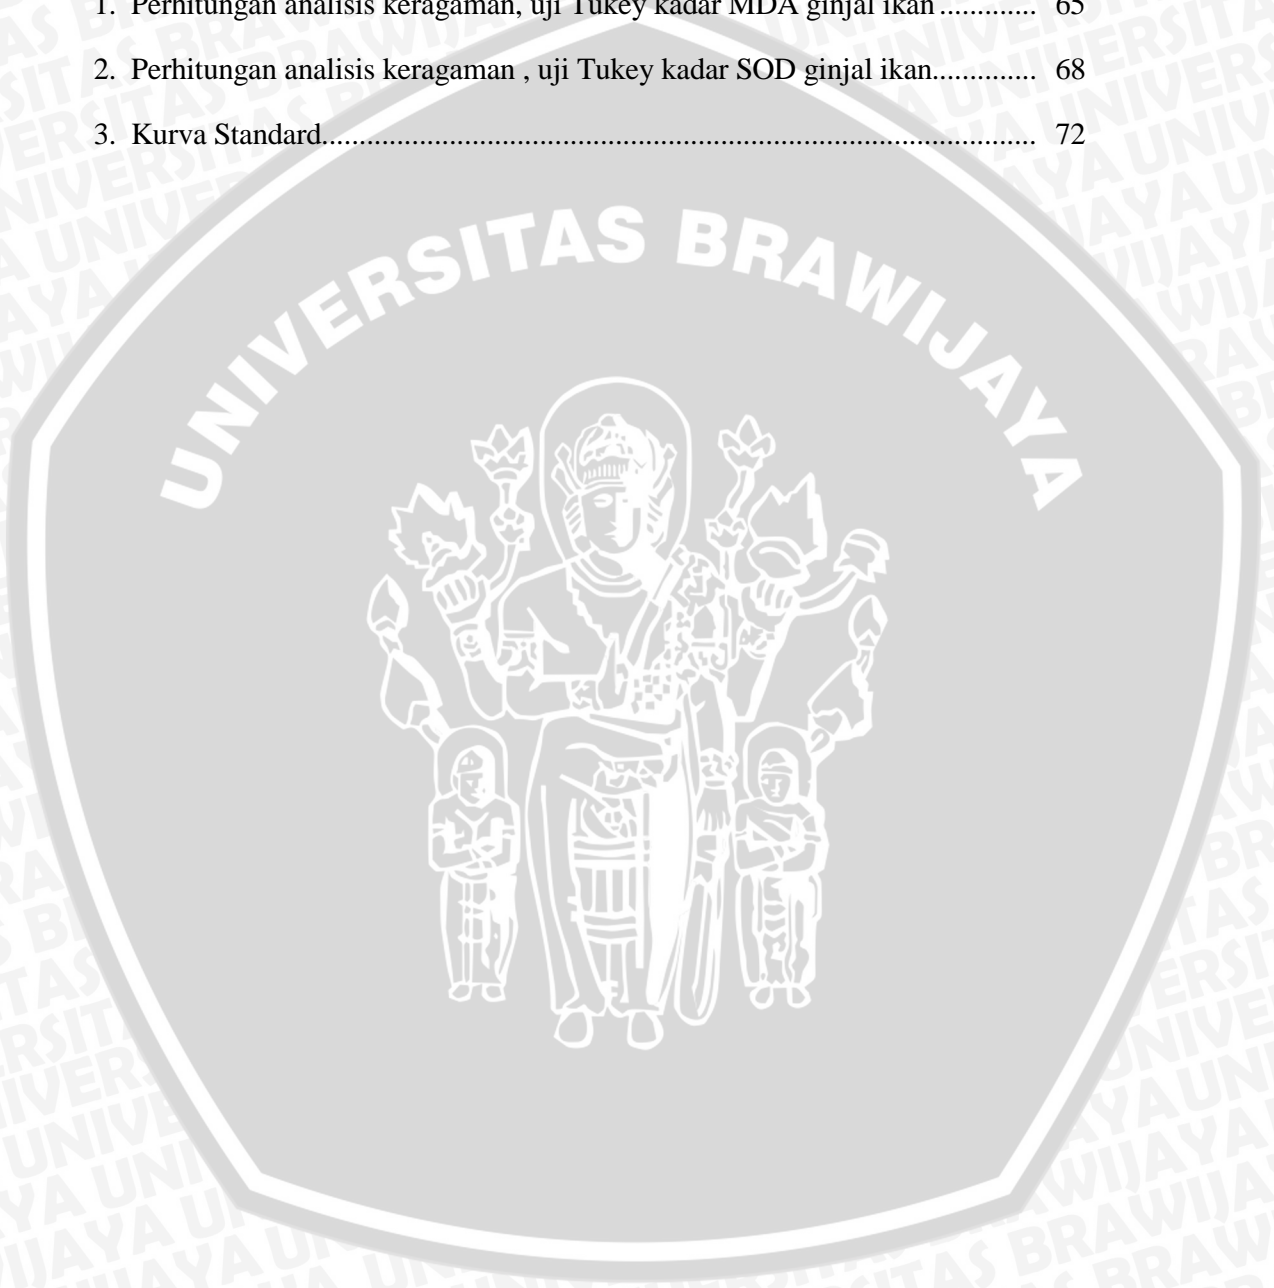 1. Perhitungan analisis keragaman, uji Tukey kadar MDA ginjal ikan ............. 65
2. Perhitungan analisis keragaman , uji Tukey kadar SOD ginjal ikan.............. 68
3. Kurva Standard............................................................................... 72
UNIVERSITAS BRAWIJAYA